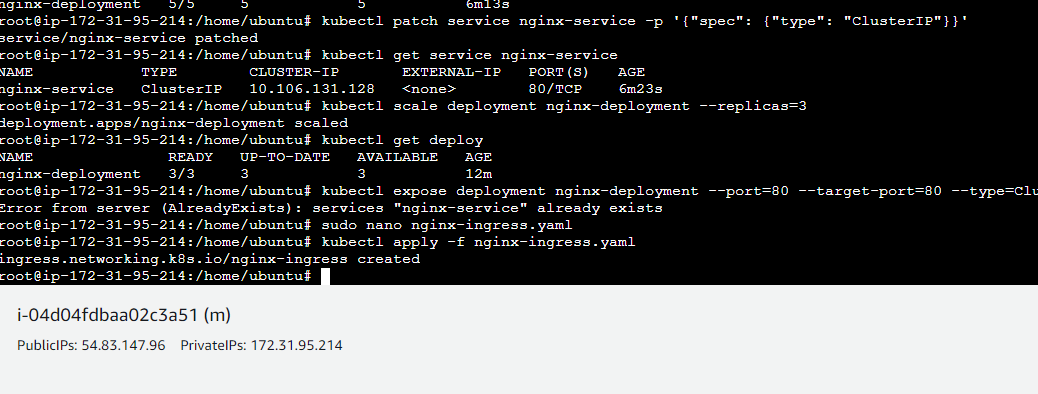 nginx-deployment 5/5 5 5 6m13s
root@ip-172-31-95-214:/home/ubuntu# kubectl patch service nginx-service -p '{"spec": {"type": "ClusterIP"}}'
service/nginx-service patched
root@ip-172-31-95-214:/home/ubuntu# kubectl get service nginx-service
NAME TYPE CLUSTER-IP EXTERNAL-IP PORT(S) AGE
nginx-service ClusterIP 10.106.131.128 <none> 80/TCP 6m23s
root@ip-172-31-95-214:/home/ubuntu# kubectl scale deployment nginx-deployment --replicas=3
deployment.apps/nginx-deployment scaled
root@ip-172-31-95-214:/home/ubuntu# kubectl get deploy
NAME READY UP-TO-DATE AVAILABLE AGE
nginx-deployment 3/3 3 3 12m
root@ip-172-31-95-214:/home/ubuntu# kubectl expose deployment nginx-deployment --port=80 --target-port=80 --type=Clu
Error from server (AlreadyExists): services "nginx-service" already exists
root@ip-172-31-95-214:/home/ubuntu# sudo nano nginx-ingress.yaml
root@ip-172-31-95-214:/home/ubuntu# kubectl apply -f nginx-ingress.yaml
ingress.networking.k8s.io/nginx-ingress created
root@ip-172-31-95-214:/home/ubuntu#
i-04d04fdbaa02c3a51 (m)
PublicIPs: 54.83.147.96 PrivateIPs: 172.31.95.214